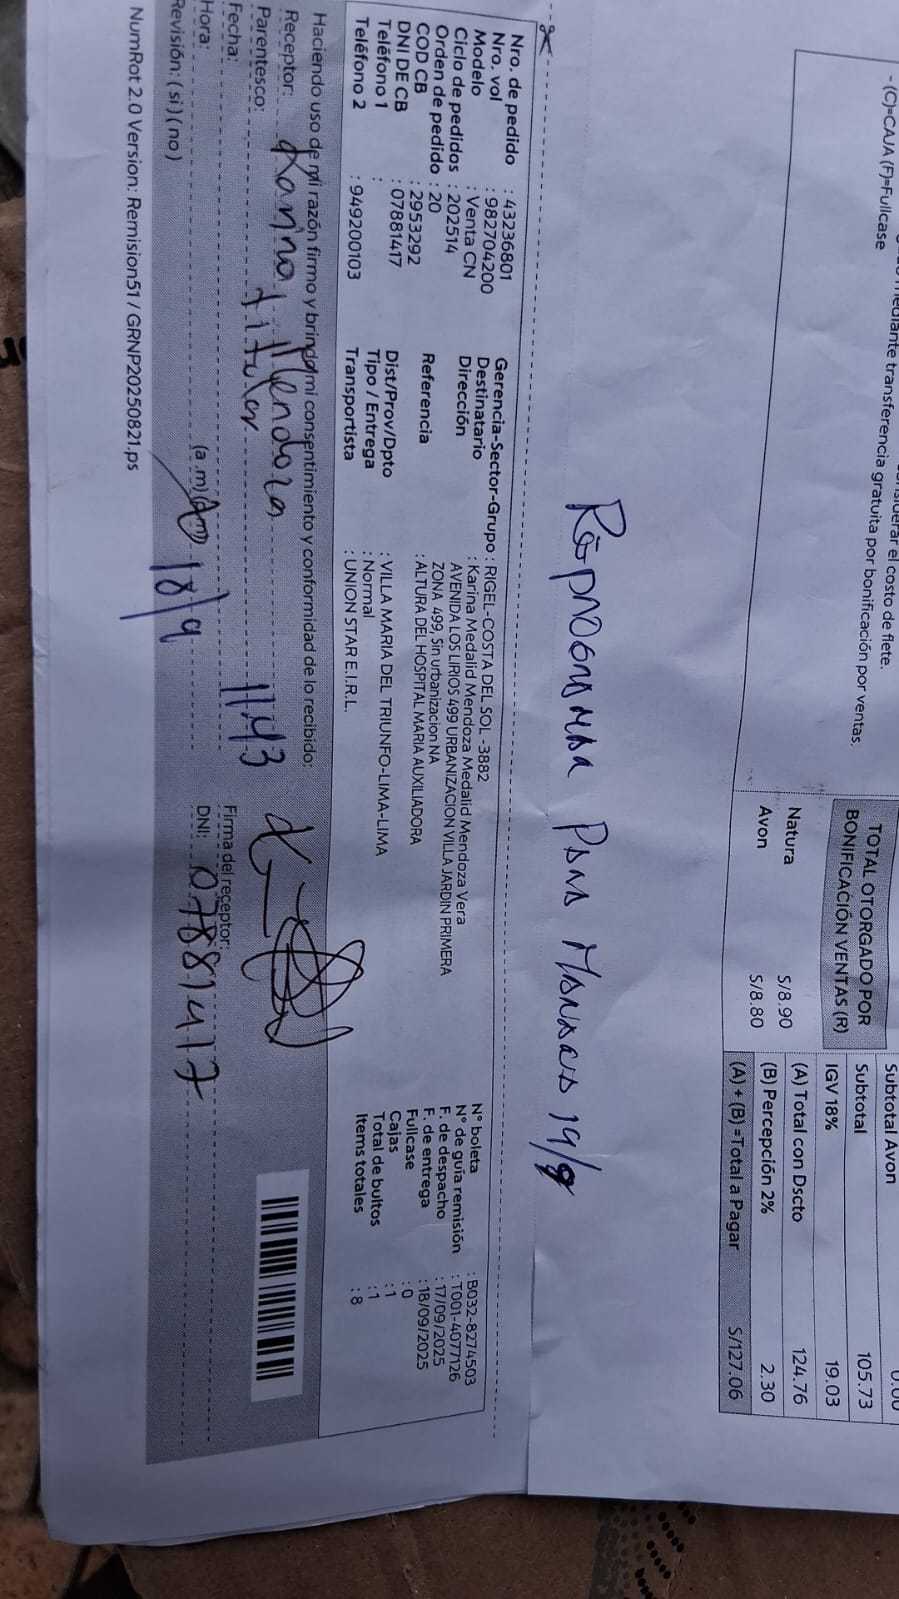 mediante transferencia gratuita por bonificación por ventas.
considerar el costo de flete.
- (C)=CAJA (F)=Fullcase
TOTAL OTORGADO POR
BONIFICACIÓN VENTAS (R)
Natura S/8.90
Avon S/8.80
Subtotal Avon 0.00
Subtotal 105.73
IGV 18% 19.03
(A) Total con Dscto 124.76
(B) Percepción 2% 2.30
(A) + (B) = Total a Pagar S/127.06
19/9
Nro. de pedido : 43236801
Nro. vol : 982704200
Modelo : Venta CN
Ciclo de pedidos : 202514
Orden de pedido : 20
COD CB : 2953292
DNI DE CB : 07881417
Teléfono 1 :
Teléfono 2 : 949200103
Gerencia-Sector-Grupo : RIGEL-COSTA DEL SOL -3882
Destinatario : Karina Medalid Mendoza Medalid Mendoza Vera
Dirección AVENIDA LOS LIRIOS 499 URBANIZACION VILLA JARDIN PRIMERA
ZONA 499, Sin urbanizacion NA
Referencia : ALTURA DEL HOSPITAL MARIA AUXILIADORA
Dist/Prov/Dpto : VILLA MARIA DEL TRIUNFO-LIMA-LIMA
Tipo / Entrega : Normal
Transportista : UNION STAR E.I.R.L.
N° boleta : B032-8274503
N° de guía remisión : T001-4077126
F. de despacho : 17/09/2025
F. de entrega : 18/09/2025
Fullcase : 0
Cajas : 1
Total de bultos : 1
Items totales : 8
Haciendo uso de mi razón firmo y brindo mi consentimiento y conformidad de lo recibido:
Receptor: Karina Mendoza
Parentesco: titular
Fecha: 11:43
Hora: (a.m) 18/9
Revisión: (si) (no)
Firma del receptor:
DNI: 07881417
NumRot 2.0 Version: Remision51 / GRNP20250821.ps